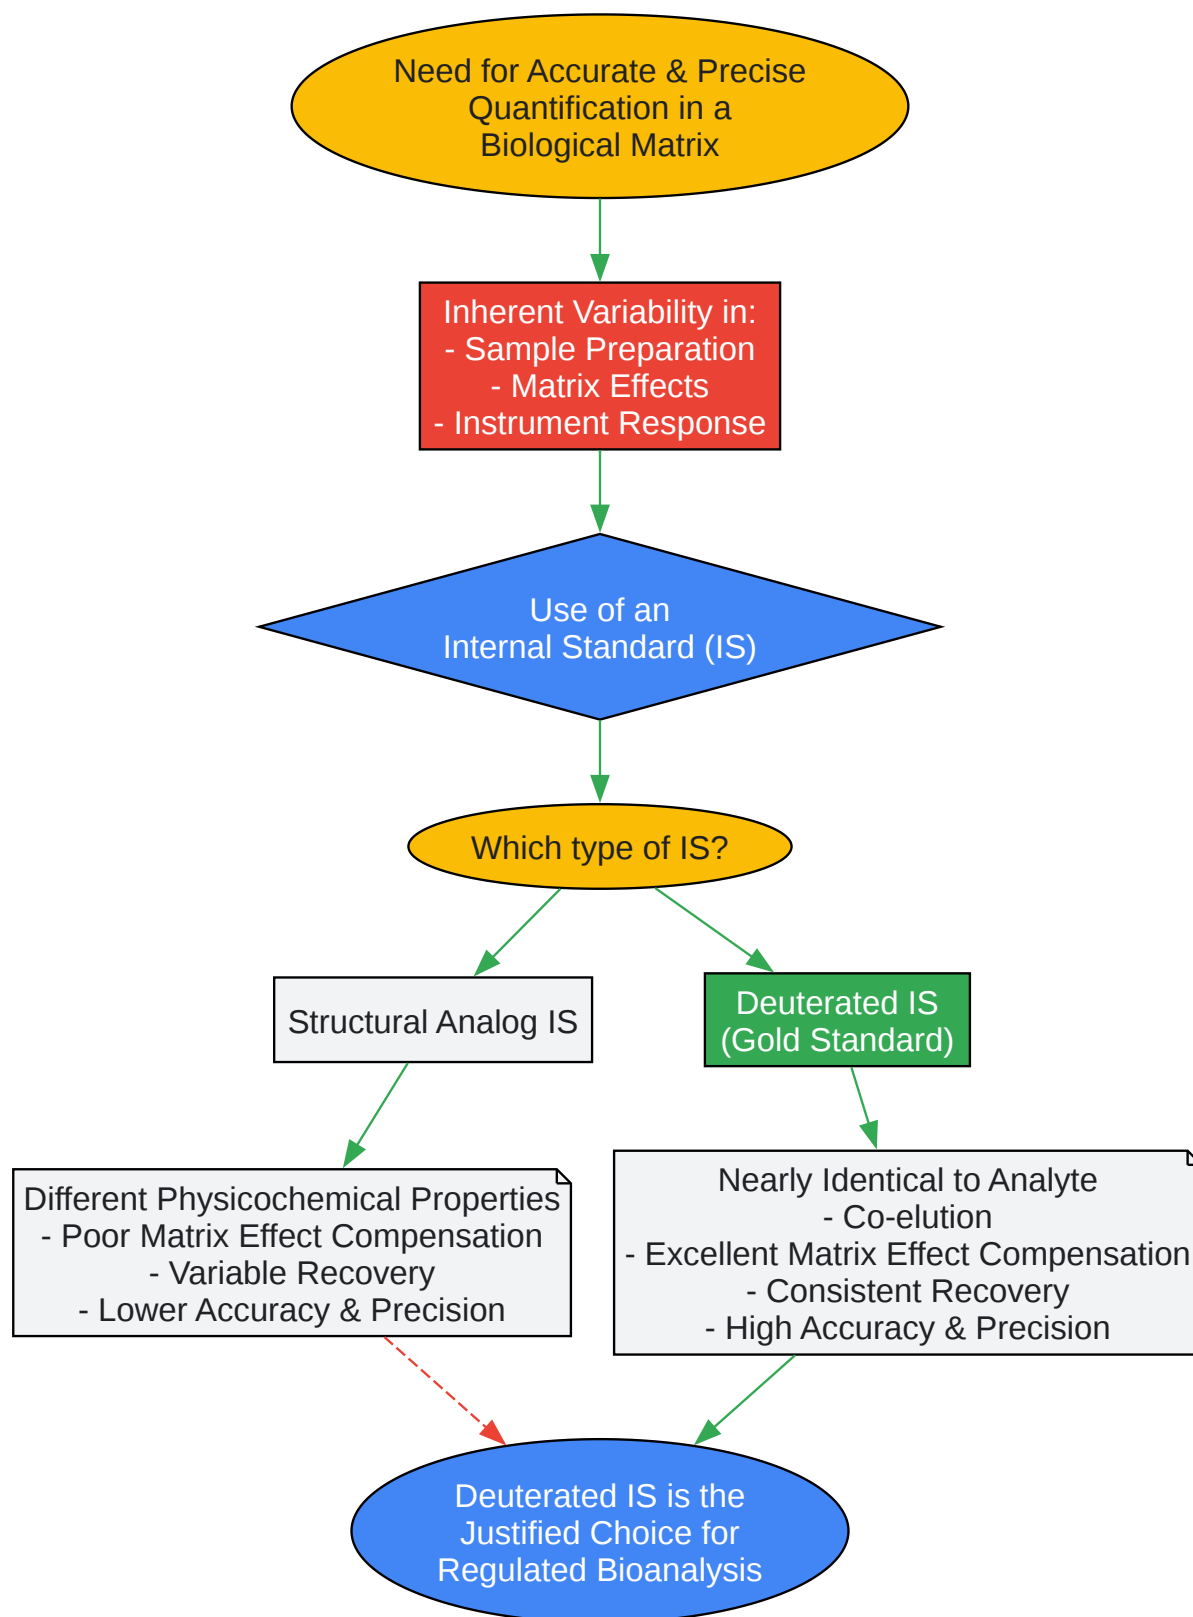 Need for Accurate & Precise
Quantification in a
Biological Matrix
Inherent Variability in:
- Sample Preparation
- Matrix Effects
- Instrument Response
Use of an
Internal Standard (IS)
Which type of IS?
Structural Analog IS
Deuterated IS
(Gold Standard)
Different Physicochemical Properties
- Poor Matrix Effect Compensation
- Variable Recovery
- Lower Accuracy & Precision
Nearly Identical to Analyte
- Co-elution
- Excellent Matrix Effect Compensation
- Consistent Recovery
- High Accuracy & Precision
Deuterated IS is the
Justified Choice for
Regulated Bioanalysis